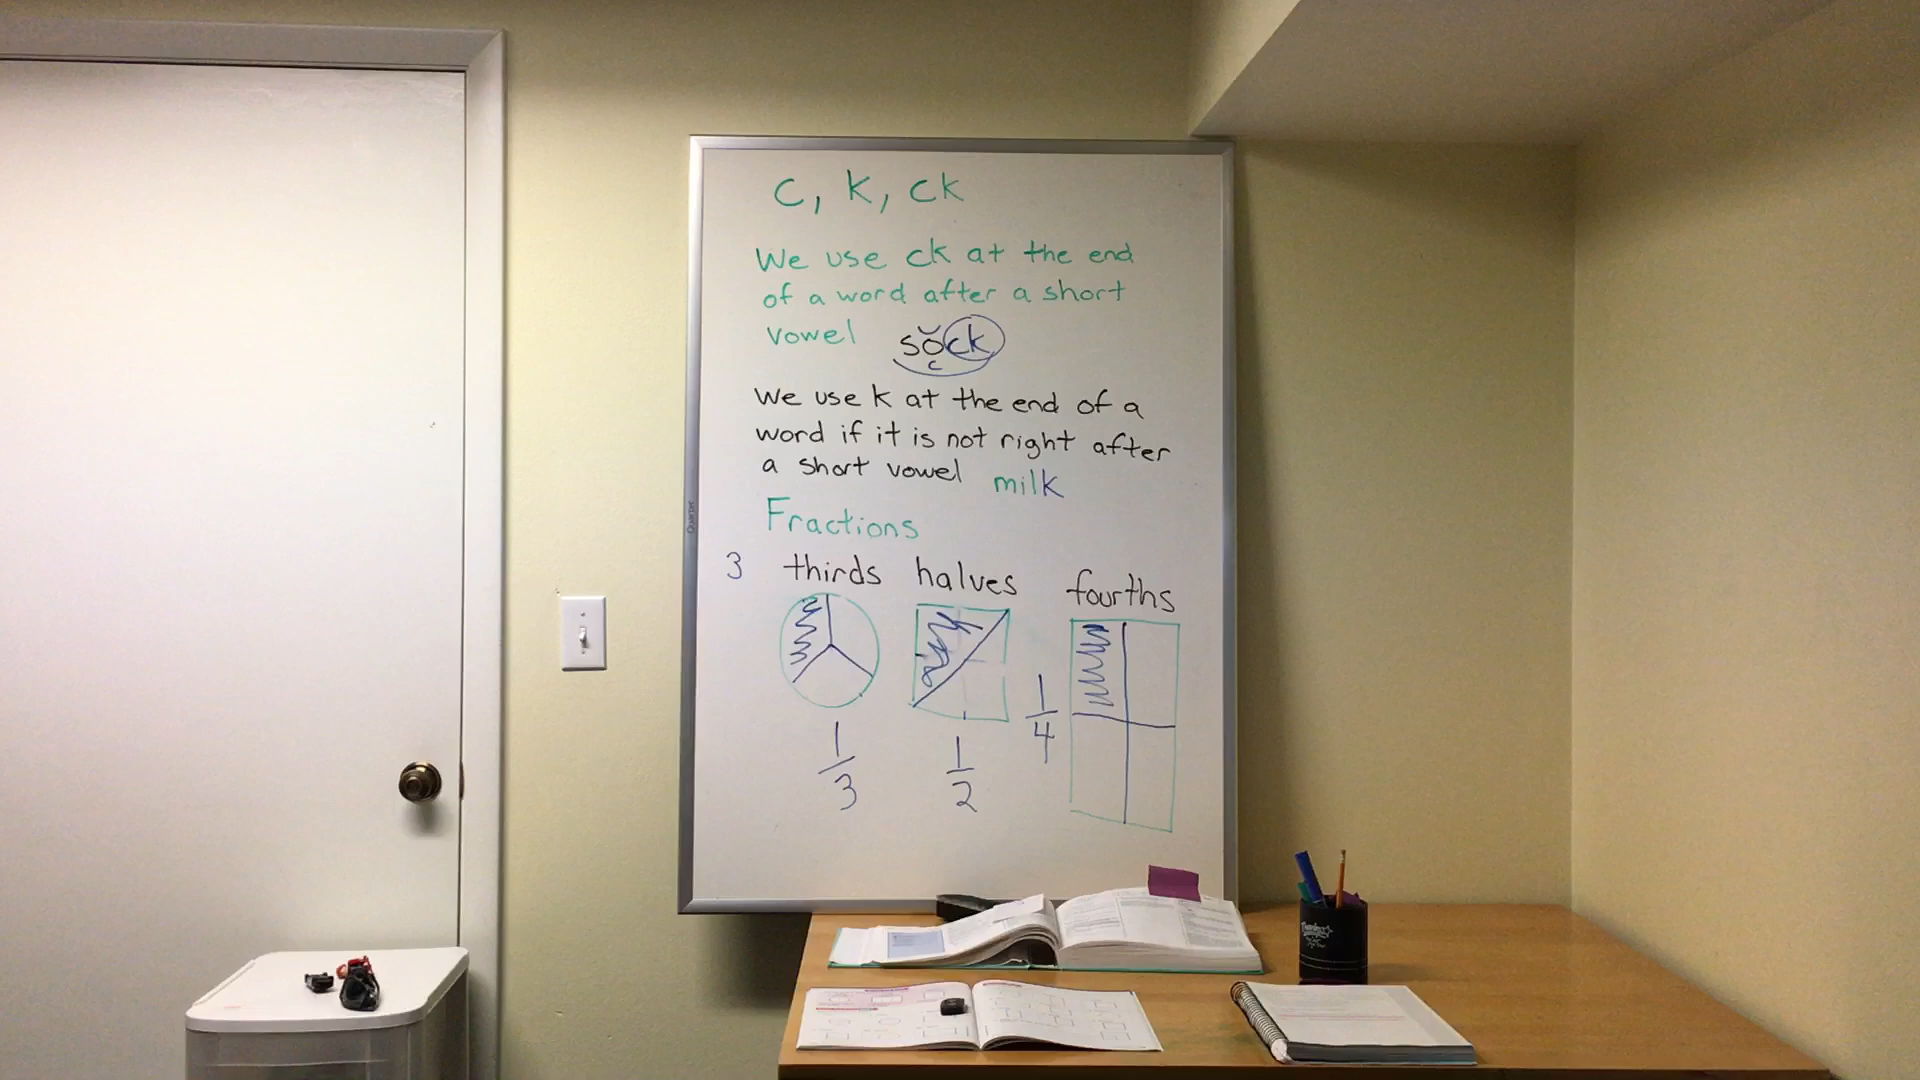 c, k, ck
We use ck at the end
of a word after a short
vowel sŏck
c
We use k at the end of a
word if it is not right after
a short vowel milk
Fractions
3 thirds halves fourths
1/3 1/2 1/4